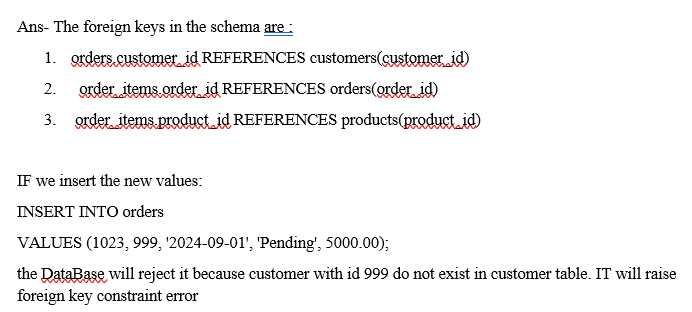 Ans- The foreign keys in the schema are :
1. orders.customer_id REFERENCES customers(customer_id)
2. order_items.order_id REFERENCES orders(order_id)
3. order_items.product_id REFERENCES products(product_id)
IF we insert the new values:
INSERT INTO orders
VALUES (1023, 999, '2024-09-01', 'Pending', 5000.00);
the DataBase will reject it because customer with id 999 do not exist in customer table. IT will raise
foreign key constraint error